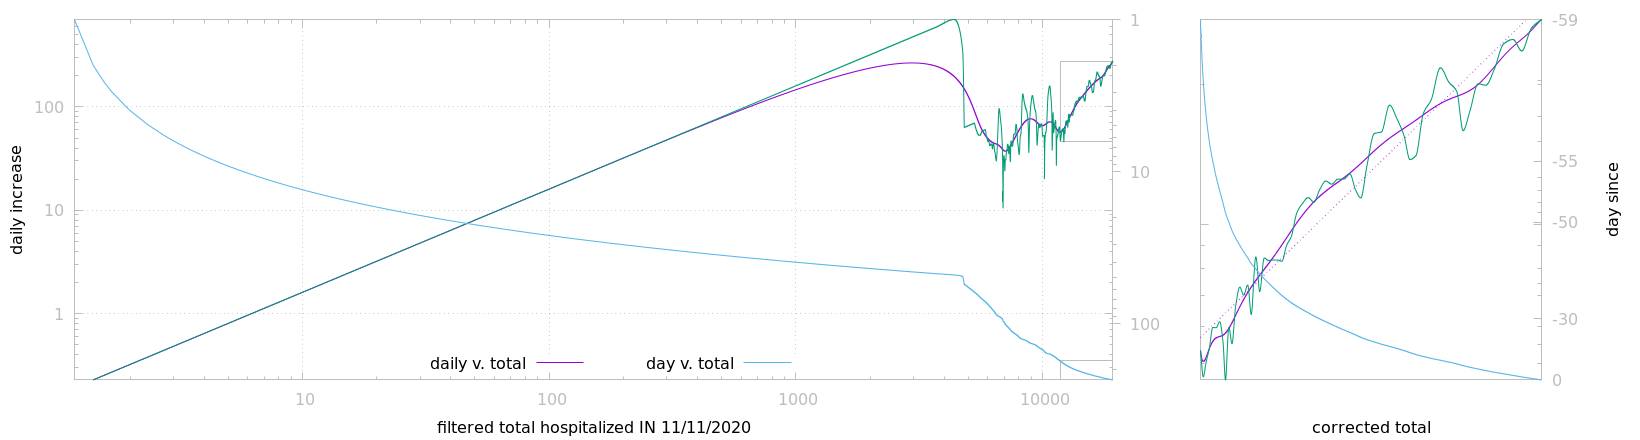 1
-59
100
-55
10
10
-50
1
100
-30
0
daily increase
day since
daily v. total
day v. total
10
100
1000
10000
filtered total hospitalized IN 11/11/2020
corrected total